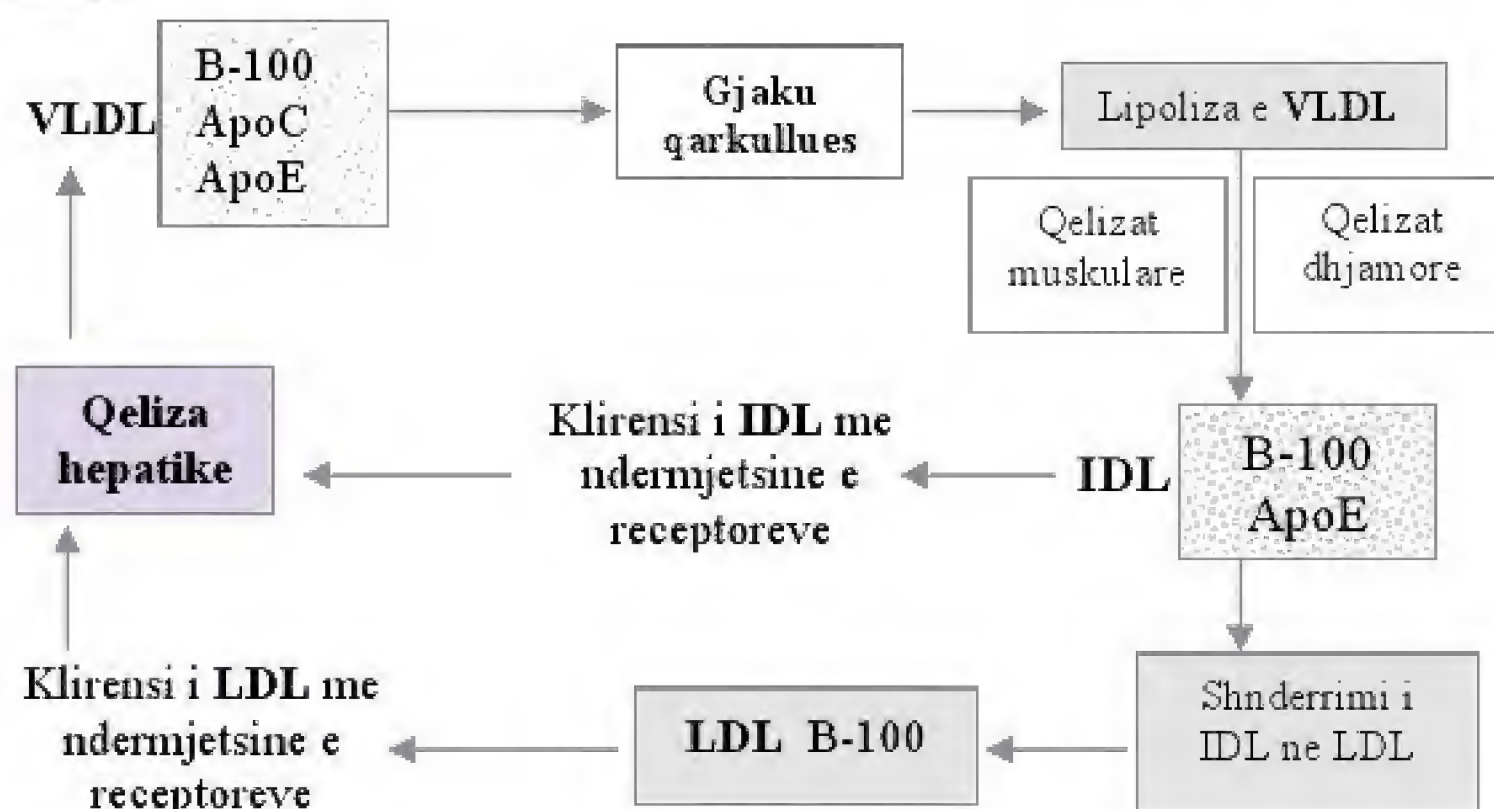 VLDL
B-100
ApoC
ApoE
Gjaku
qarkullues
Lipoliza e VLDL
Qelizat
muskulare
Qelizat
dhjamore
Qeliza
hepatike
Klirensi i IDL me
ndermjetsine e
receptoreve
IDL
B-100
ApoE
Klirensi i LDL me
ndermjetsine e
receptoreve
LDL B-100
Shnderrimi i
IDL ne LDL